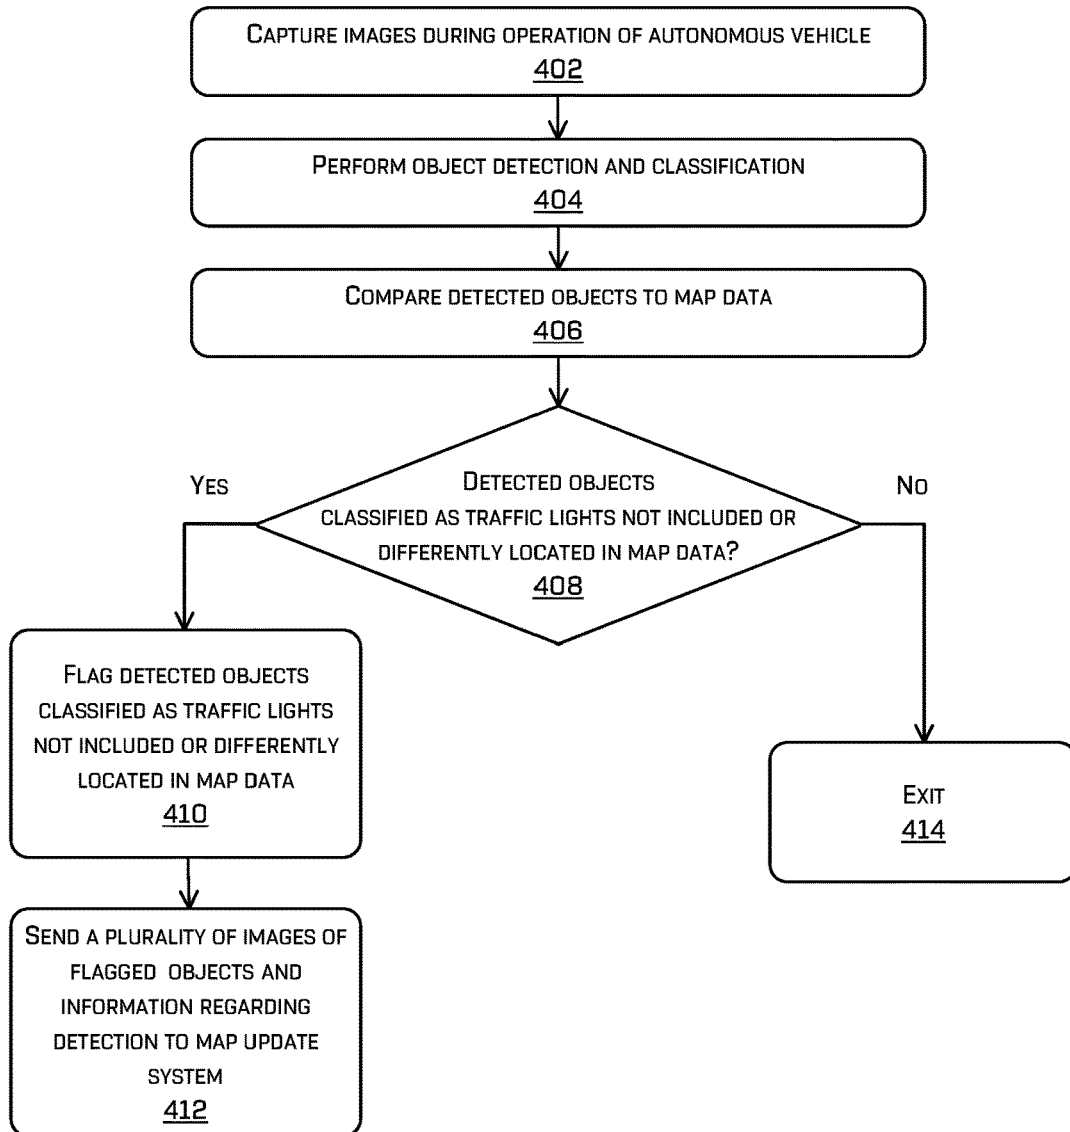 CAPTURE IMAGES DURING OPERATION OF AUTONOMOUS VEHICLE
402
PERFORM OBJECT DETECTION AND CLASSIFICATION
404
COMPARE DETECTED OBJECTS TO MAP DATA
406
DETECTED OBJECTS
CLASSIFIED AS TRAFFIC LIGHTS NOT INCLUDED OR
DIFFERENTLY LOCATED IN MAP DATA?
408
YES
NO
FLAG DETECTED OBJECTS
CLASSIFIED AS TRAFFIC LIGHTS
NOT INCLUDED OR DIFFERENTLY
LOCATED IN MAP DATA
410
EXIT
414
SEND A PLURALITY OF IMAGES OF
FLAGGED OBJECTS AND
INFORMATION REGARDING
DETECTION TO MAP UPDATE
SYSTEM
412